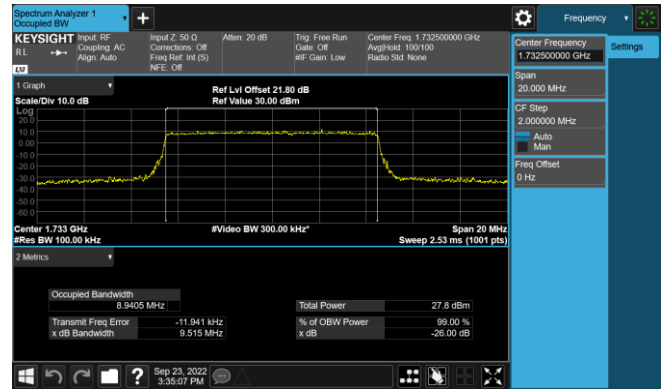 Spectrum Analyzer 1
Occupied BW
Frequency
KEYSIGHT
Input: RF
Coupling: AC
Align: Auto
Input Z: 50 Ω
Corrections: Off
Freq Ref: Int (S)
NFE: Off
Atten: 20 dB
Trig: Free Run
Gate: Off
#IF Gain: Low
Center Freq: 1.732500000 GHz
Avg|Hold: 100/100
Radio Std: None
RL
LXI
Center Frequency
1.732500000 GHz
Settings
Span
20.000 MHz
CF Step
2.000000 MHz
Auto
Man
Freq Offset
0 Hz
1 Graph
Scale/Div 10.0 dB
Ref Lvl Offset 21.80 dB
Ref Value 30.00 dBm
Log
20.0
10.0
0.00
-10.0
-20.0
-30.0
-40.0
-50.0
-60.0
Center 1.733 GHz
#Video BW 300.00 kHz*
Span 20 MHz
#Res BW 100.00 kHz
Sweep 2.53 ms (1001 pts)
2 Metrics
Occupied Bandwidth
8.9405 MHz
Total Power
27.8 dBm
Transmit Freq Error
-11.941 kHz
% of OBW Power
99.00 %
x dB Bandwidth
9.515 MHz
x dB
-26.00 dB
?
Sep 23, 2022
3:35:07 PM